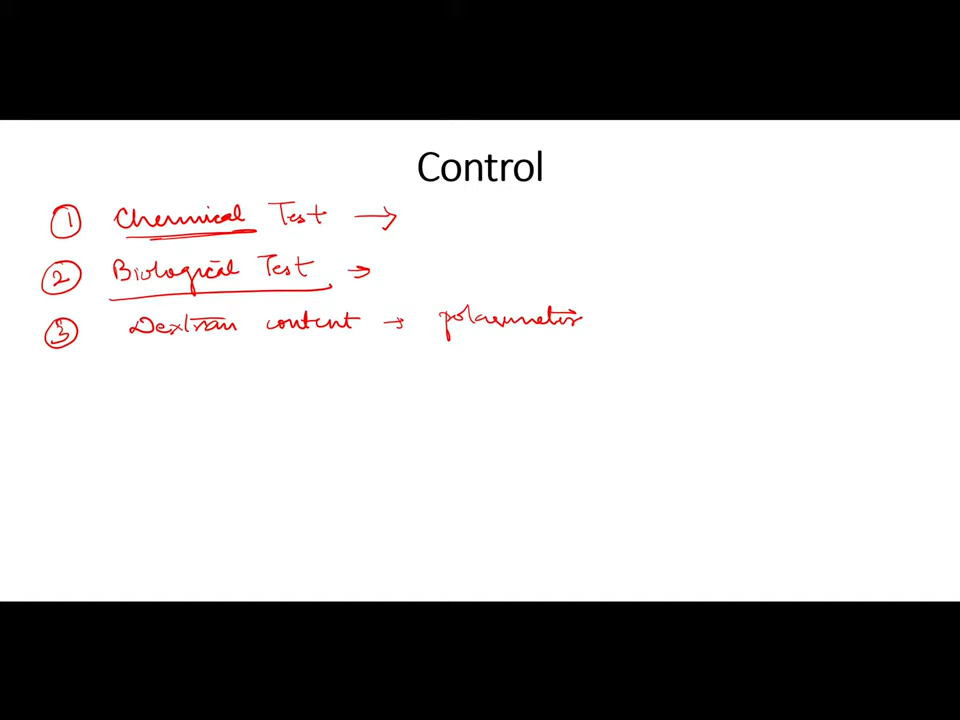 Control
① Chemical Test →
② Biological Test →
③ Dextran content → polarimeter